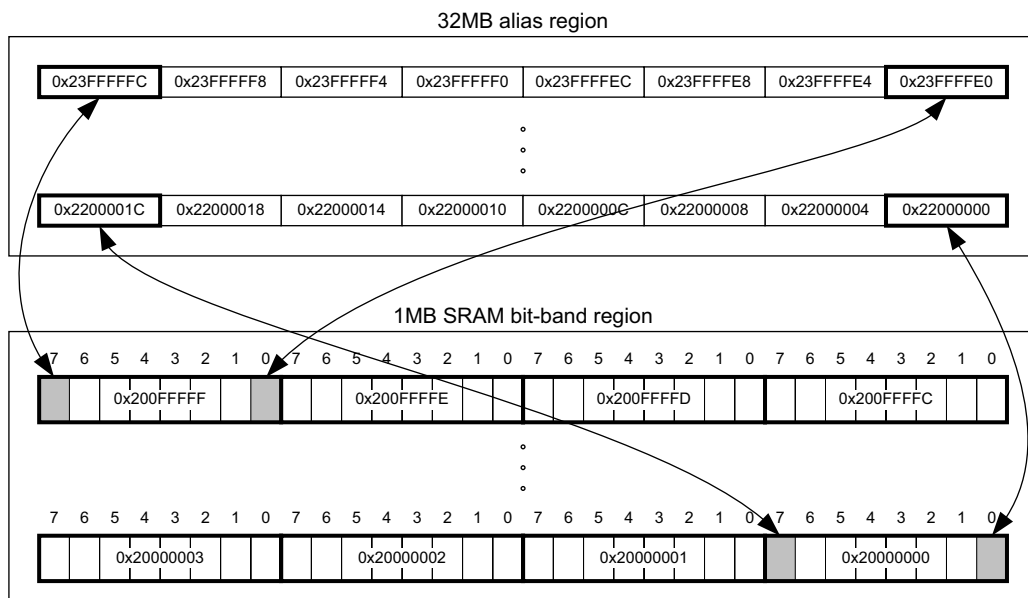 32MB alias region
0x23FFFFFC 0x23FFFFF8 0x23FFFFF4 0x23FFFFF0 0x23FFFFEC 0x23FFFFE8 0x23FFFFE4 0x23FFFFE0
0x2200001C 0x22000018 0x22000014 0x22000010 0x2200000C 0x22000008 0x22000004 0x22000000
1MB SRAM bit-band region
7 6 5 4 3 2 1 0 7 6 5 4 3 2 1 0 7 6 5 4 3 2 1 0 7 6 5 4 3 2 1 0
0x200FFFFF 0x200FFFFE 0x200FFFFD 0x200FFFFC
7 6 5 4 3 2 1 0 7 6 5 4 3 2 1 0 7 6 5 4 3 2 1 0 7 6 5 4 3 2 1 0
0x20000003 0x20000002 0x20000001 0x20000000